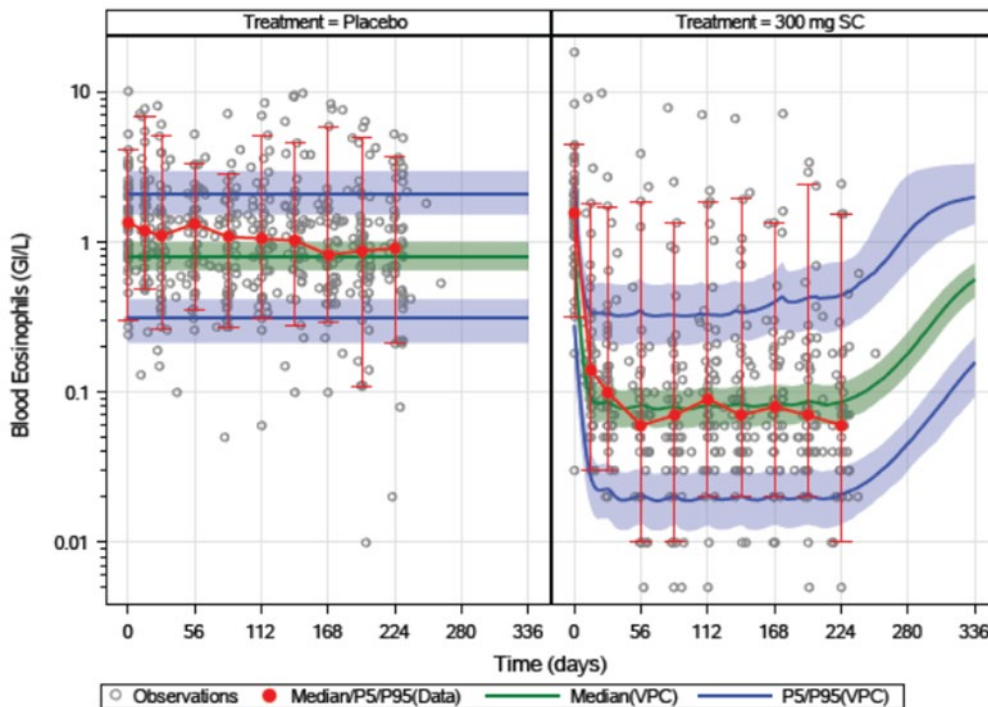 Treatment = Placebo
Treatment = 300 mg SC
Blood Eosinophils (GI/L)
10
1
0.1
0.01
0 56 112 168 224 280 336
0 56 112 168 224 280 336
Time (days)
Observations Median/P5/P95(Data) Median(VPC) P5/P95(VPC)